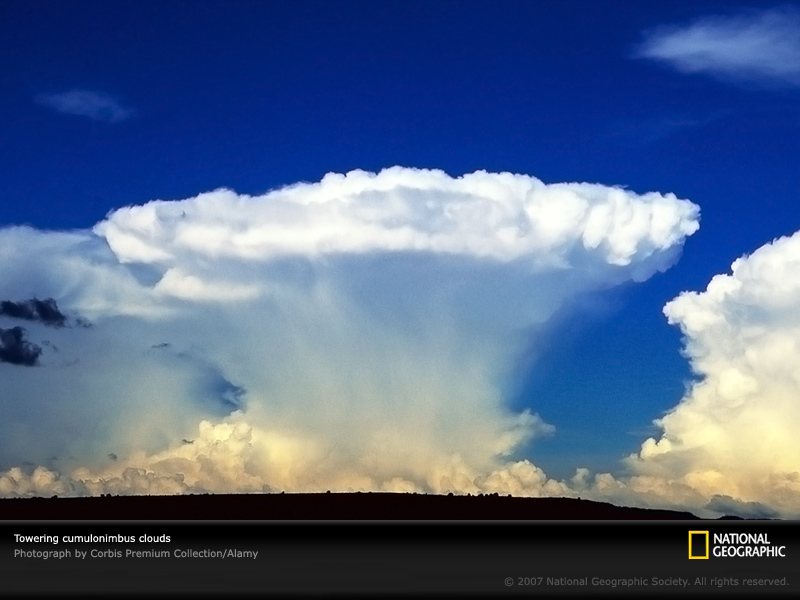 Towering cumulonimbus clouds
Photograph by Corbis Premium Collection/Alamy
NATIONAL
GEOGRAPHIC
© 2007 National Geographic Society. All rights reserved.